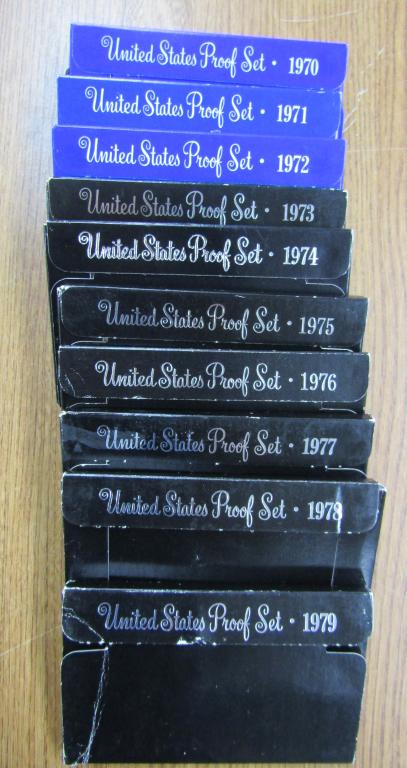 United States Proof Set · 1970
United States Proof Set · 1971
United States Proof Set · 1972
United States Proof Set · 1973
United States Proof Set · 1974
United States Proof Set · 1975
United States Proof Set · 1976
United States Proof Set · 1977
United States Proof Set · 1978
United States Proof Set · 1979